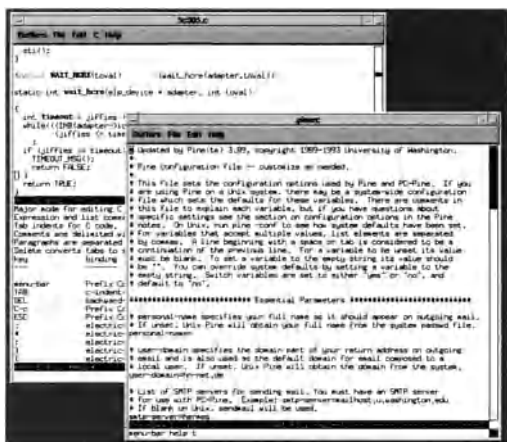 3c505.c
Buffers File Edit C Help
sti();
}
static int wait_hcre(elp_device * adapter, int toval)
{
int timeout = jiffies
while(((INB(adapter->io
(jiffies < time
;
if (jiffies >= timeout
TIMEOUT_MSG();
return FALSE;
}
return TRUE;
}
Major mode for editing C
Expression and list comma
Tab indents for C code.
Comments are delimited wi
Paragraphs are separated
Delete converts tabs to s
key binding
menu-bar Prefix Co
TAB c-indent-
DEL backward-
C-c Prefix Co
ESC Prefix Co
electric-
electric-
electric-
electric-
electric-
.pinerc
Buffers File Edit Help
# Updated by Pine(tm) 3.89, copyright 1989-1993 University of Washington.
#
# Pine configuration file -- customize as needed.
#
# This file sets the configuration options used by Pine and PC-Pine. If you
# are using Pine on a Unix system, there may be a system-wide configuration
# file which sets the defaults for these variables. There are comments in
# this file to explain each variable, but if you have questions about
# specific settings see the section on configuration options in the Pine
# notes. On Unix, run pine -conf to see how system defaults have been set.
# For variables that accept multiple values, list elements are separated
# by commas. A line beginning with a space or tab is considered to be a
# continuation of the previous line. For a variable to be unset its value
# must be blank. To set a variable to the empty string its value should
# be "". You can override system defaults by setting a variable to the
# empty string. Switch variables are set to either "yes" or "no", and
# default to "no".
Essential Parameters
# personal-name specifies your full name as it should appear on outgoing mail.
# If unset, Unix Pine will obtain your full name from the system passwd file.
personal-name=
# user-domain specifies the domain part of your return address on outgoing
# email and is also used as the default domain for email composed to a
# local user. If unset, Unix Pine will obtain the domain from the system.
user-domain=fernet.de
# List of SMTP servers for sending mail. You must have an SMTP server
# for use with PC-Pine. Example: smtp-server=mailhost.u.washington.edu
# If blank on Unix, sendmail will be used.
smtp-server=hermes
menu-bar help t